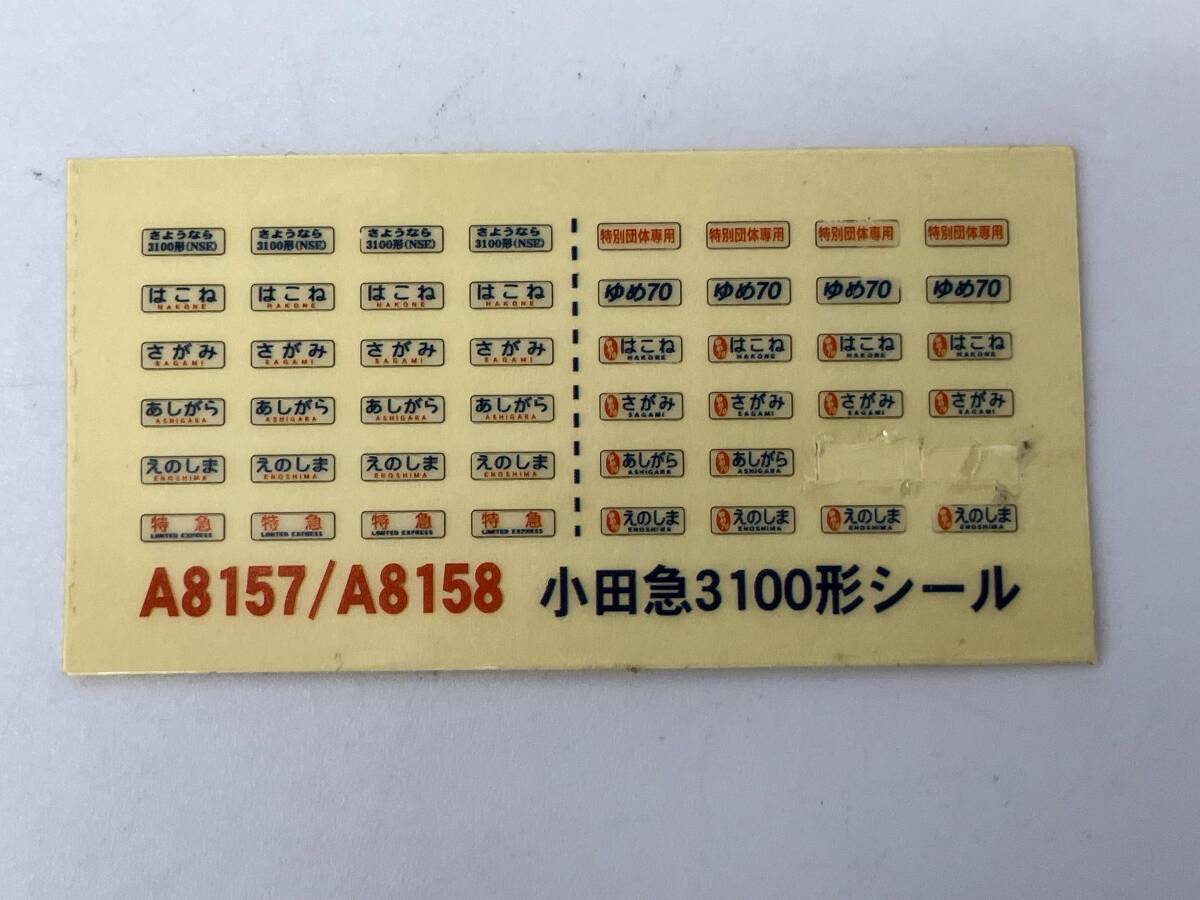 さようなら さようなら さようなら さようなら
3100形(NSE) 3100形(NSE) 3100形(NSE) 3100形(NSE)
はこね はこね はこね はこね
HAKONE HAKONE HAKONE HAKONE
さがみ さがみ さがみ さがみ
SAGAMI SAGAMI SAGAMI SAGAMI
あしがら あしがら あしがら あしがら
ASHIGARA ASHIGARA ASHIGARA ASHIGARA
えのしま えのしま えのしま えのしま
ENOSHIMA ENOSHIMA ENOSHIMA ENOSHIMA
特急 特急 特急 特急
LIMITED EXPRESS LIMITED EXPRESS LIMITED EXPRESS LIMITED EXPRESS
特別団体専用 特別団体専用 特別団体専用 特別団体専用
ゆめ70 ゆめ70 ゆめ70 ゆめ70
はこね はこね はこね はこね
HAKONE HAKONE HAKONE HAKONE
さがみ さがみ さがみ さがみ
SAGAMI SAGAMI SAGAMI SAGAMI
あしがら あしがら
ASHIGARA ASHIGARA
えのしま えのしま えのしま えのしま
ENOSHIMA ENOSHIMA ENOSHIMA ENOSHIMA
A8157/A8158 小田急3100形シール